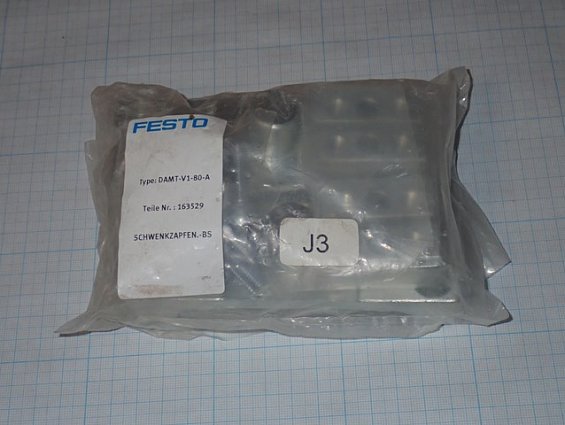 FESTO
Type: DAMT-V1-80-A
Teile Nr.: 163529
SCHWENKZAPFEN.-BS
J3